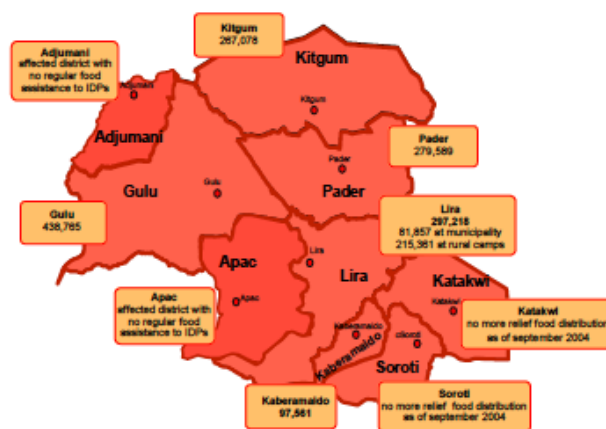 Kitgum
267,078
Adjumani
affected district with
no regular food
assistance to IDPs
Kitgum
Adjumani
Kitgum
Adjumani
Pader
279,589
Pader
Gulu
Gulu
Pader
Gulu
438,765
Lira
297,218
81,857 at municipality
215,361 at rural camps
Lira
Apac
Lira
Katakwi
Apac
affected district with
no regular food
assistance to IDPs
Apac
Katakwi
Katakwi
no more relief food distribution
as of september 2004
Kaberamaido
Kaberamaido
oSoroti
Soroti
Kaberamaido
97,561
Soroti
no more relief food distribution
as of september 2004